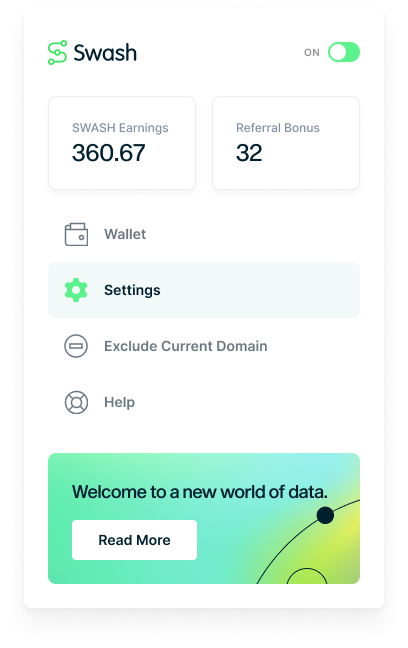 Swash
ON
SWASH Earnings
360.67
Referral Bonus
32
Wallet
Settings
Exclude Current Domain
Help
Welcome to a new world of data.
Read More